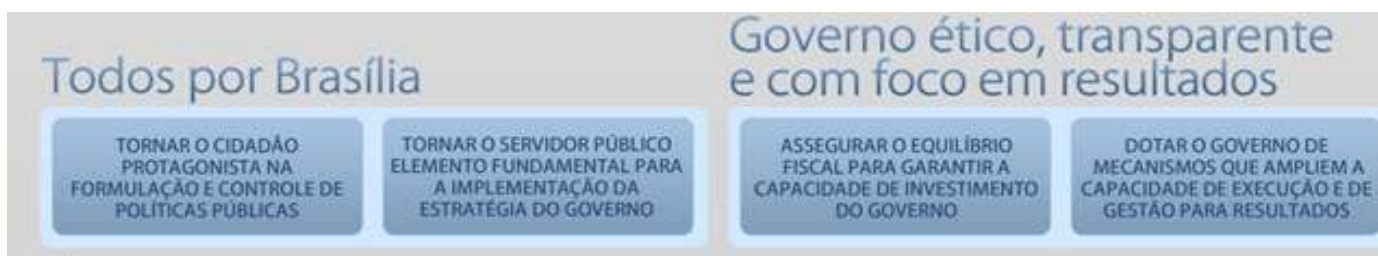 Todos por Brasília
TORNAR O CIDADÃO
PROTAGONISTA NA
FORMULAÇÃO E CONTROLE DE
POLÍTICAS PÚBLICAS
TORNAR O SERVIDOR PÚBLICO
ELEMENTO FUNDAMENTAL PARA
A IMPLEMENTAÇÃO DA
ESTRATÉGIA DO GOVERNO
Governo ético, transparente
e com foco em resultados
ASSEGURAR O EQUILÍBRIO
FISCAL PARA GARANTIR A
CAPACIDADE DE INVESTIMENTO
DO GOVERNO
DOTAR O GOVERNO DE
MECANISMOS QUE AMPLIEM A
CAPACIDADE DE EXECUÇÃO E DE
GESTÃO PARA RESULTADOS